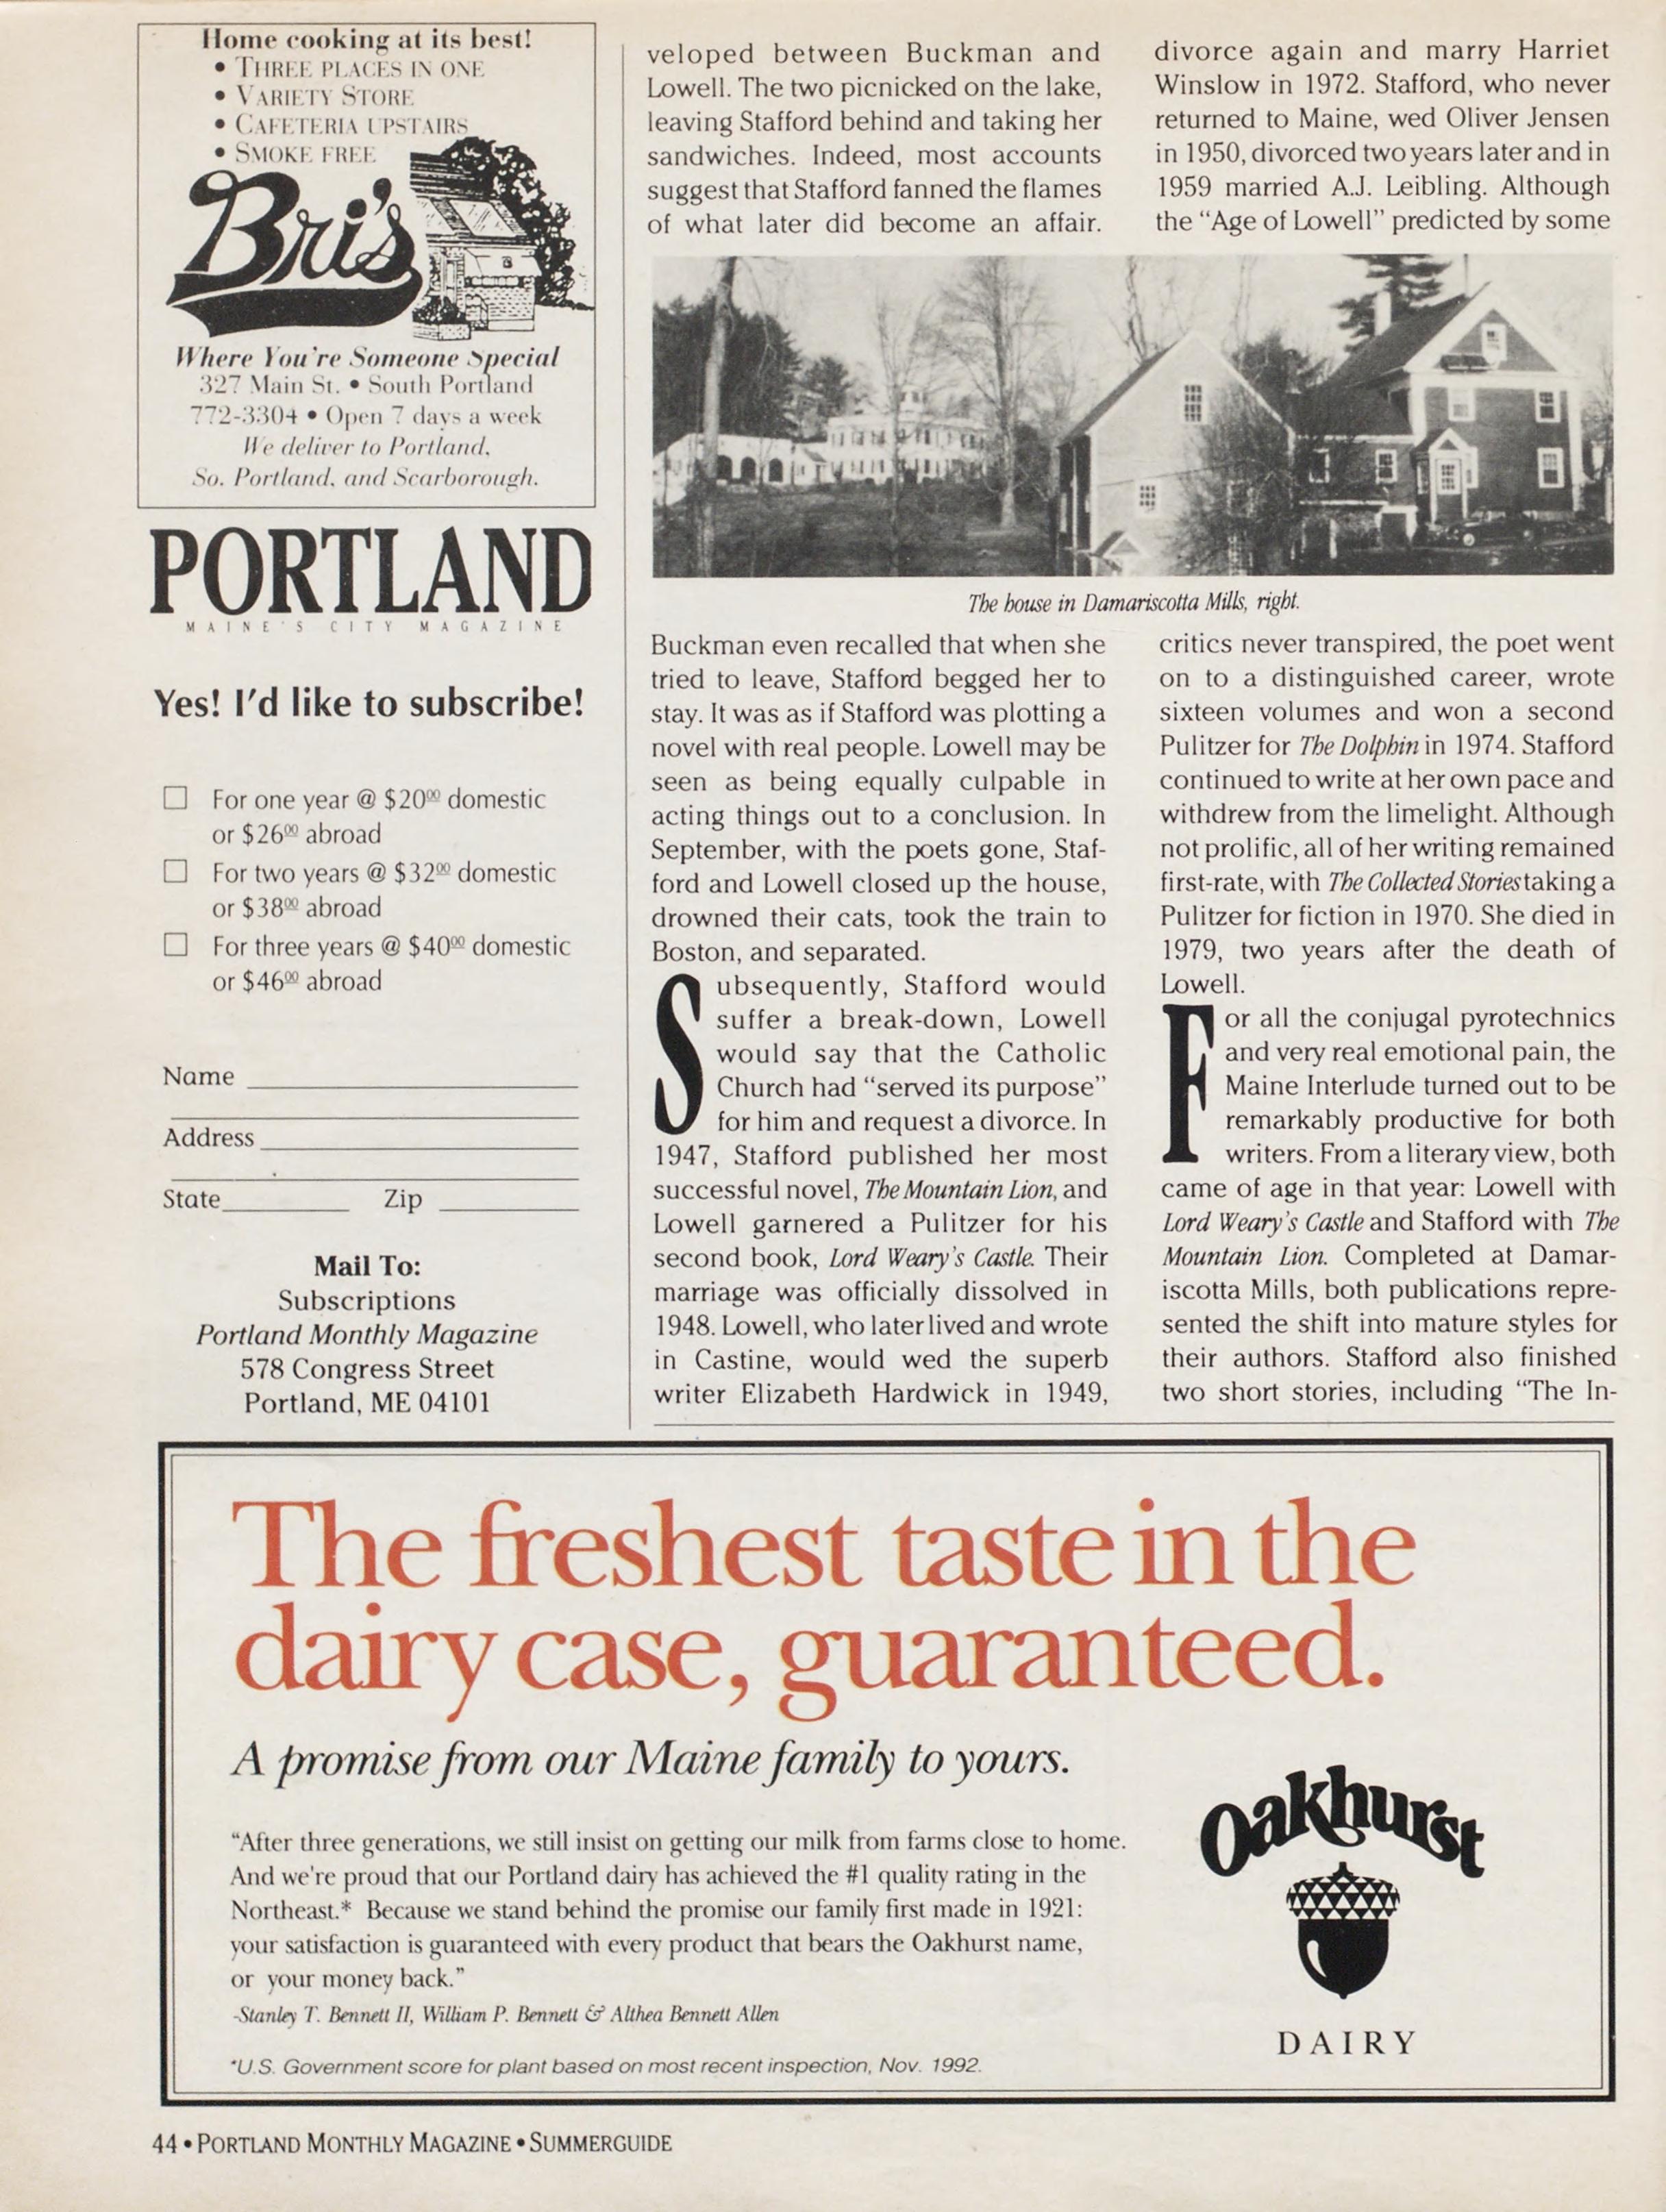 Home cooking at its best!
• THREE PLACES IN ONE
• VARIETY STORE
• CAFETERIA UPSTAIRS
• SMOKE FREE
Bri's
Where You're Someone Special
327 Main St. • South Portland
772-3304 • Open 7 days a week
We deliver to Portland,
So. Portland, and Scarborough.
PORTLAND
MAINE'S CITY MAGAZINE
Yes! I'd like to subscribe!
For one year @ $20⁰⁰ domestic
or $26⁰⁰ abroad
For two years @ $32⁰⁰ domestic
or $38⁰⁰ abroad
For three years @ $40⁰⁰ domestic
or $46⁰⁰ abroad
Name
Address
State Zip
Mail To:
Subscriptions
Portland Monthly Magazine
578 Congress Street
Portland, ME 04101
veloped between Buckman and
Lowell. The two picnicked on the lake,
leaving Stafford behind and taking her
sandwiches. Indeed, most accounts
suggest that Stafford fanned the flames
of what later did become an affair.
Buckman even recalled that when she
tried to leave, Stafford begged her to
stay. It was as if Stafford was plotting a
novel with real people. Lowell may be
seen as being equally culpable in
acting things out to a conclusion. In
September, with the poets gone, Staf-
ford and Lowell closed up the house,
drowned their cats, took the train to
Boston, and separated.
Subsequently, Stafford would
suffer a break-down, Lowell
would say that the Catholic
Church had “served its purpose”
for him and request a divorce. In
1947, Stafford published her most
successful novel, The Mountain Lion, and
Lowell garnered a Pulitzer for his
second book, Lord Weary's Castle. Their
marriage was officially dissolved in
1948. Lowell, who later lived and wrote
in Castine, would wed the superb
writer Elizabeth Hardwick in 1949,
divorce again and marry Harriet
Winslow in 1972. Stafford, who never
returned to Maine, wed Oliver Jensen
in 1950, divorced two years later and in
1959 married A.J. Leibling. Although
the “Age of Lowell” predicted by some
The house in Damariscotta Mills, right.
critics never transpired, the poet went
on to a distinguished career, wrote
sixteen volumes and won a second
Pulitzer for The Dolphin in 1974. Stafford
continued to write at her own pace and
withdrew from the limelight. Although
not prolific, all of her writing remained
first-rate, with The Collected Stories taking a
Pulitzer for fiction in 1970. She died in
1979, two years after the death of
Lowell.
For all the conjugal pyrotechnics
and very real emotional pain, the
Maine Interlude turned out to be
remarkably productive for both
writers. From a literary view, both
came of age in that year: Lowell with
Lord Weary's Castle and Stafford with The
Mountain Lion. Completed at Damar-
iscotta Mills, both publications repre-
sented the shift into mature styles for
their authors. Stafford also finished
two short stories, including “The In-
The freshest taste in the
dairy case, guaranteed.
A promise from our Maine family to yours.
“After three generations, we still insist on getting our milk from farms close to home.
And we're proud that our Portland dairy has achieved the #1 quality rating in the
Northeast.* Because we stand behind the promise our family first made in 1921:
your satisfaction is guaranteed with every product that bears the Oakhurst name,
or your money back.”
-Stanley T. Bennett II, William P. Bennett & Althea Bennett Allen
*U.S. Government score for plant based on most recent inspection, Nov. 1992.
Oakhurst
DAIRY
44 • PORTLAND MONTHLY MAGAZINE • SUMMERGUIDE